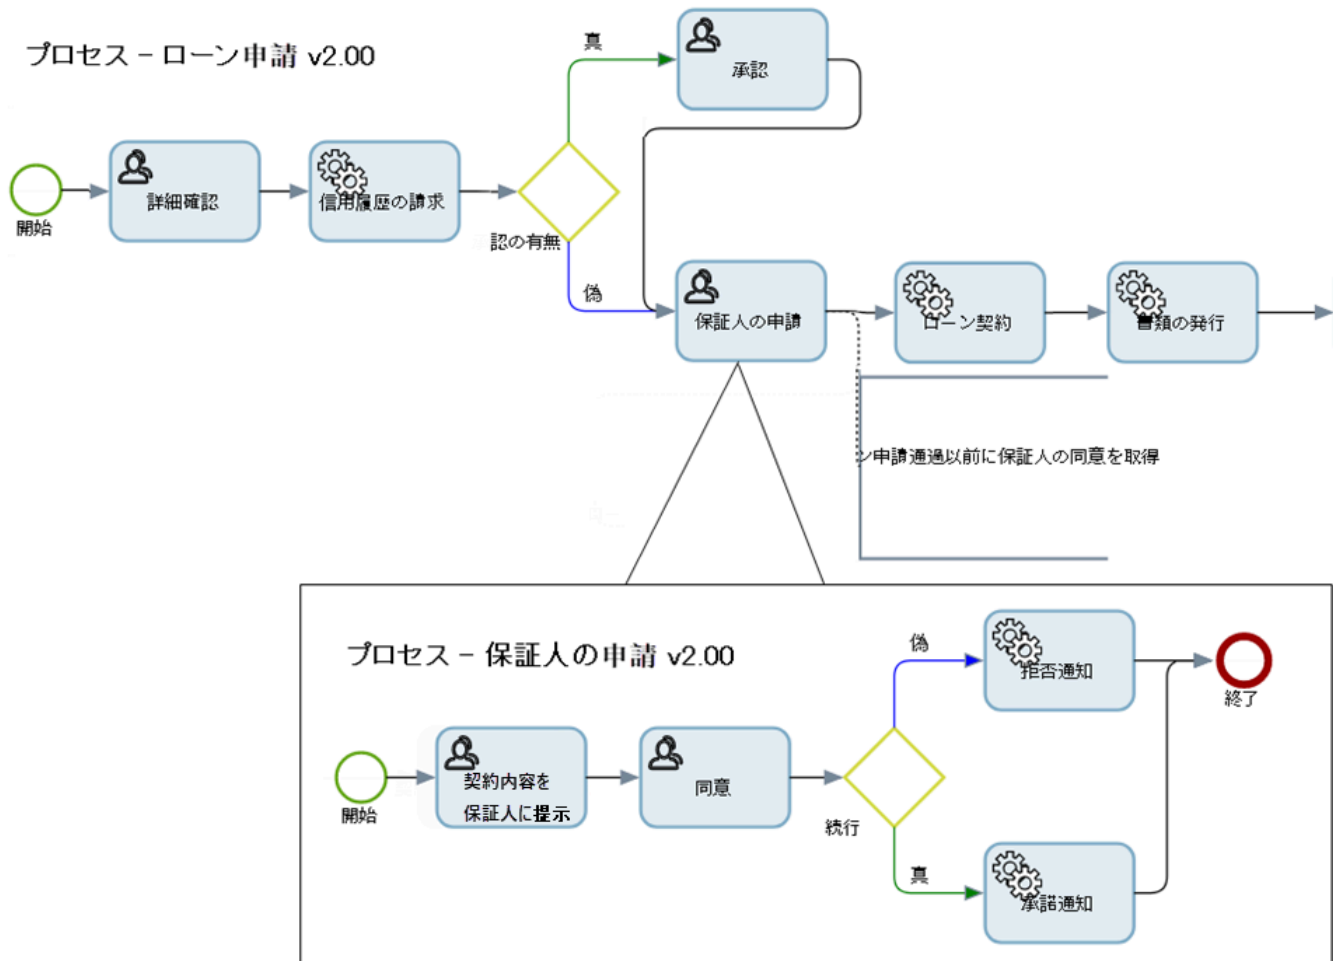 プロセス – ローン申請 v2.00
真
承認
詳細確認
信用履歴の請求
開始
認の有無
偽
保証人の申請
ローン契約
書類の発行
ン申請通過以前に保証人の同意を取得
プロセス – 保証人の申請 v2.00
偽
拒否通知
終了
契約内容を
保証人に提示
同意
開始
続行
真
承諾通知